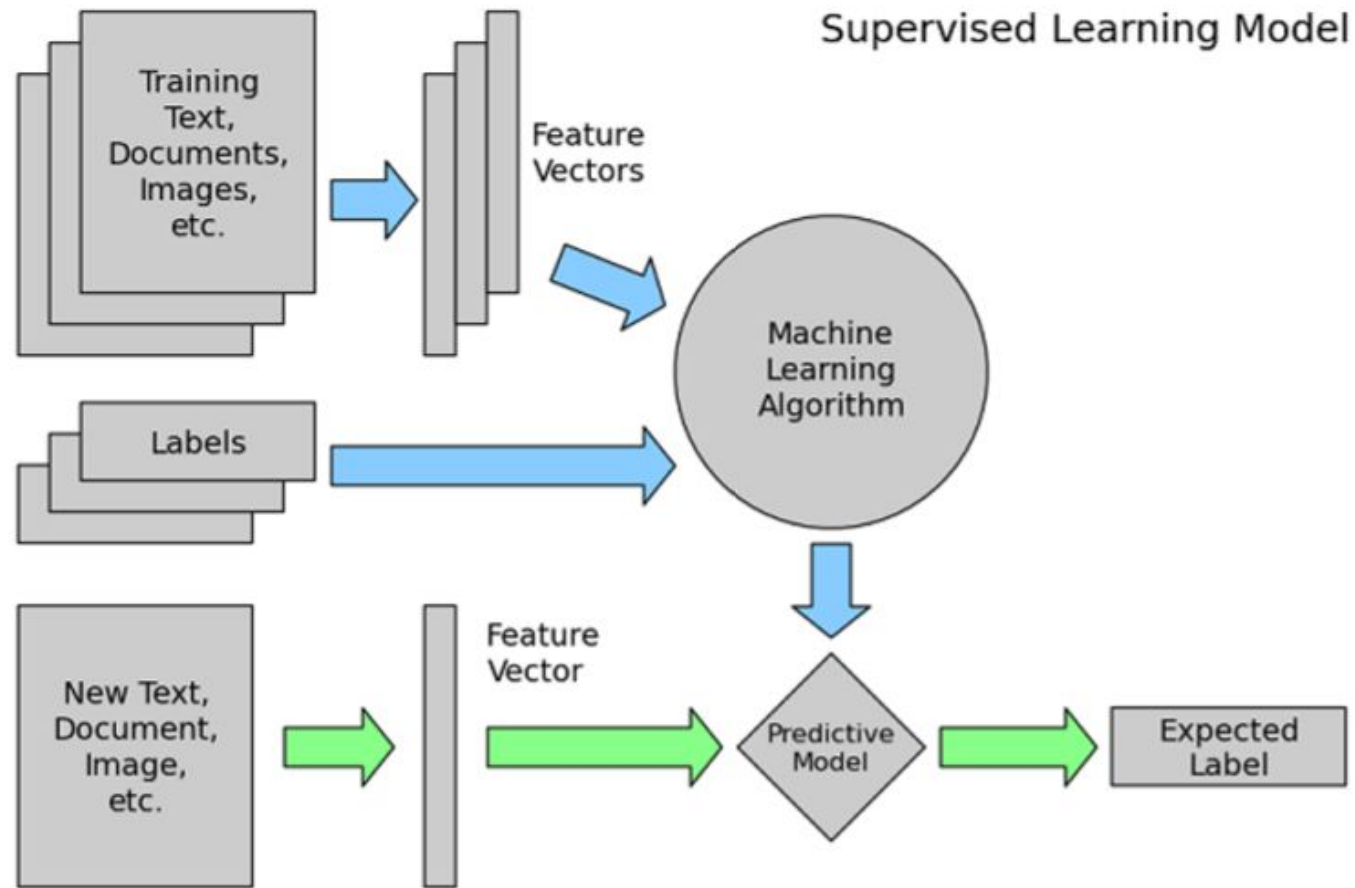 Supervised Learning Model
Training
Text,
Documents,
Images,
etc.
Feature
Vectors
Machine
Learning
Algorithm
Labels
New Text,
Document,
Image,
etc.
Feature
Vector
Predictive
Model
Expected
Label